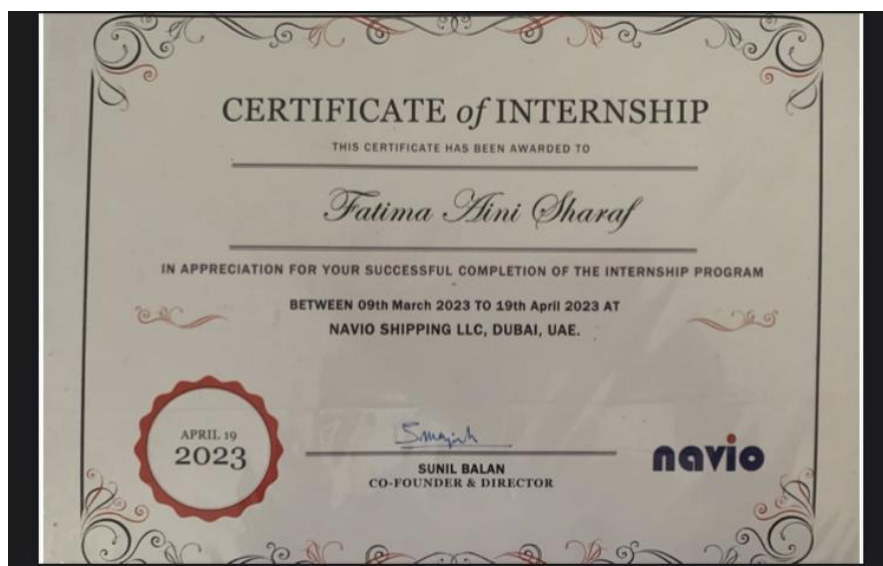 CERTIFICATE of INTERNSHIP
THIS CERTIFICATE HAS BEEN AWARDED TO
Fatima Aini Sharaf
IN APPRECIATION FOR YOUR SUCCESSFUL COMPLETION OF THE INTERNSHIP PROGRAM
BETWEEN 09th March 2023 TO 19th April 2023 AT
NAVIO SHIPPING LLC, DUBAI, UAE.
APRIL 19
2023
SUNIL BALAN
CO-FOUNDER & DIRECTOR
navio